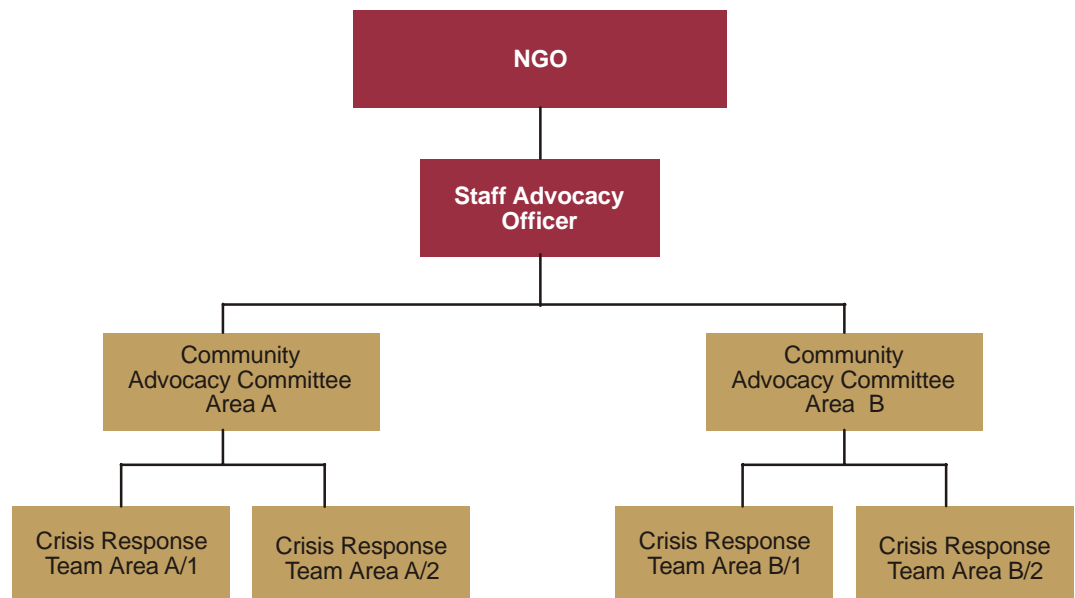 NGO
Staff Advocacy
Officer
Community
Advocacy Committee
Area A
Community
Advocacy Committee
Area B
Crisis Response
Team Area A/1
Crisis Response
Team Area A/2
Crisis Response
Team Area B/1
Crisis Response
Team Area B/2